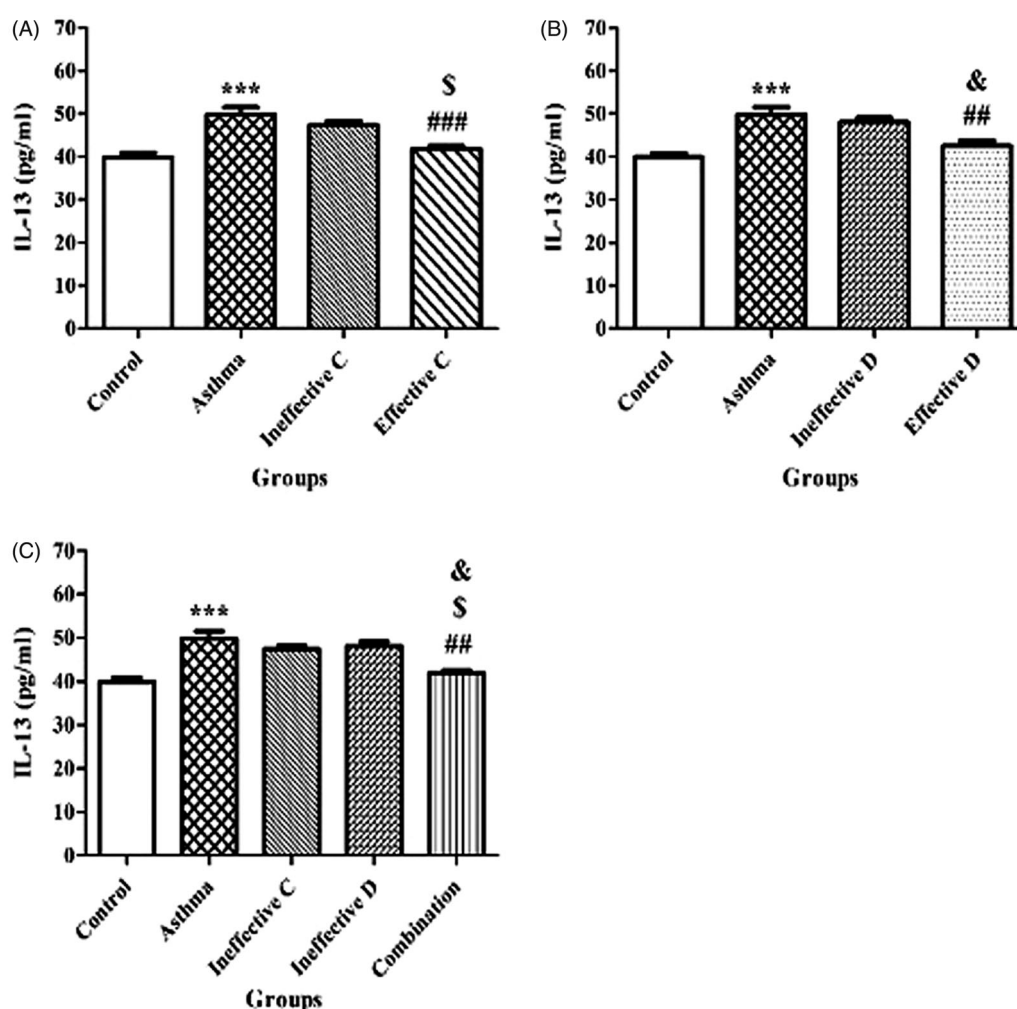 (A)
IL-13 (pg/ml)
70
60
50
40
30
20
10
0
***
$
###
Control
Asthma
Ineffective C
Effective C
Groups
(B)
IL-13 (pg/ml)
70
60
50
40
30
20
10
0
***
&
##
Control
Asthma
Ineffective D
Effective D
Groups
(C)
IL-13 (pg/ml)
70
60
50
40
30
20
10
0
***
&
$
##
Control
Asthma
Ineffective C
Ineffective D
Combination
Groups